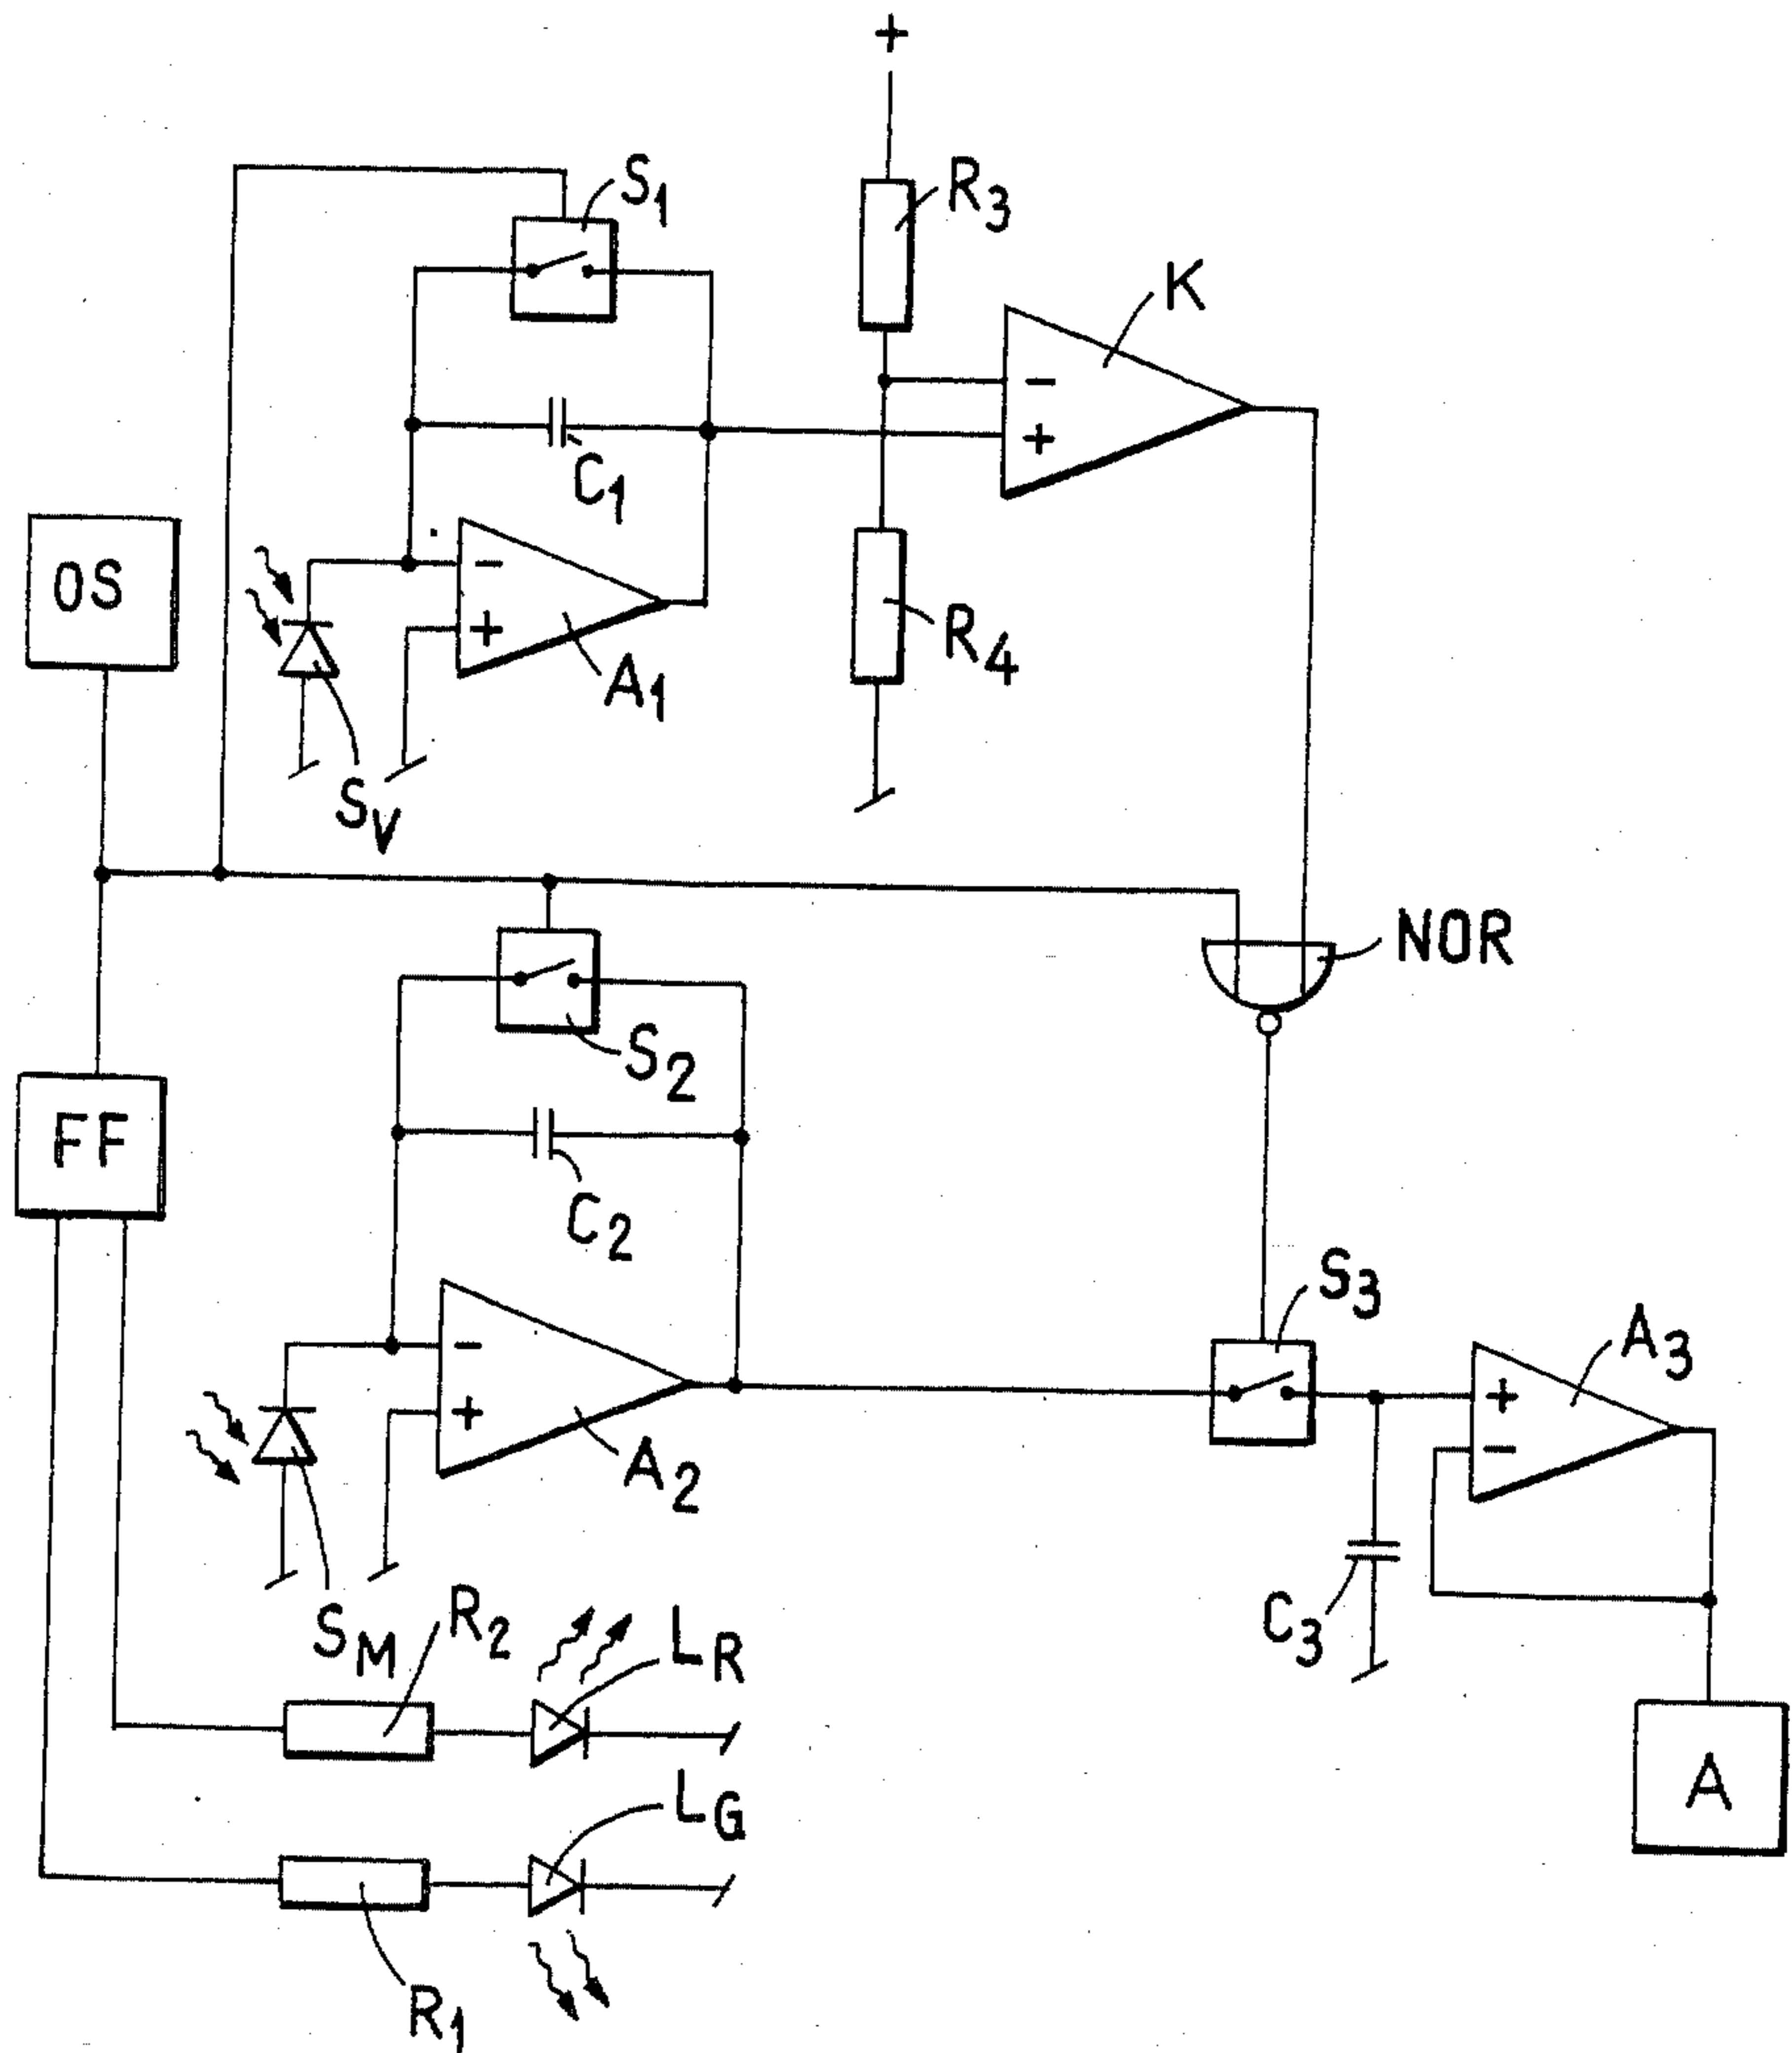 +
S1
R3
K
-
+
C1
OS
-
+
A1
R4
SV
NOR
S2
FF
C2
S3
A3
-
+
A2
+
-
C3
SM
R2
LR
A
LG
R1